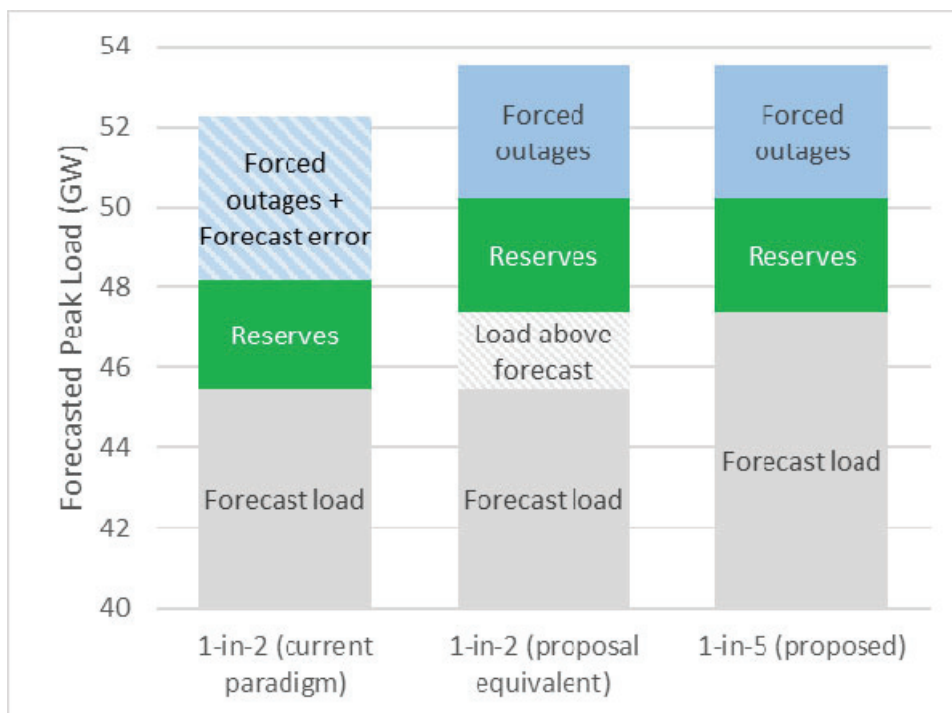 Forecasted Peak Load (GW)
54
52
50
48
46
44
42
40
Forced
outages +
Forecast error
Reserves
Forecast load
Forced
outages
Reserves
Load above
forecast
Forecast load
Forced
outages
Reserves
Forecast load
1-in-2 (current
paradigm)
1-in-2 (proposal
equivalent)
1-in-5 (proposed)